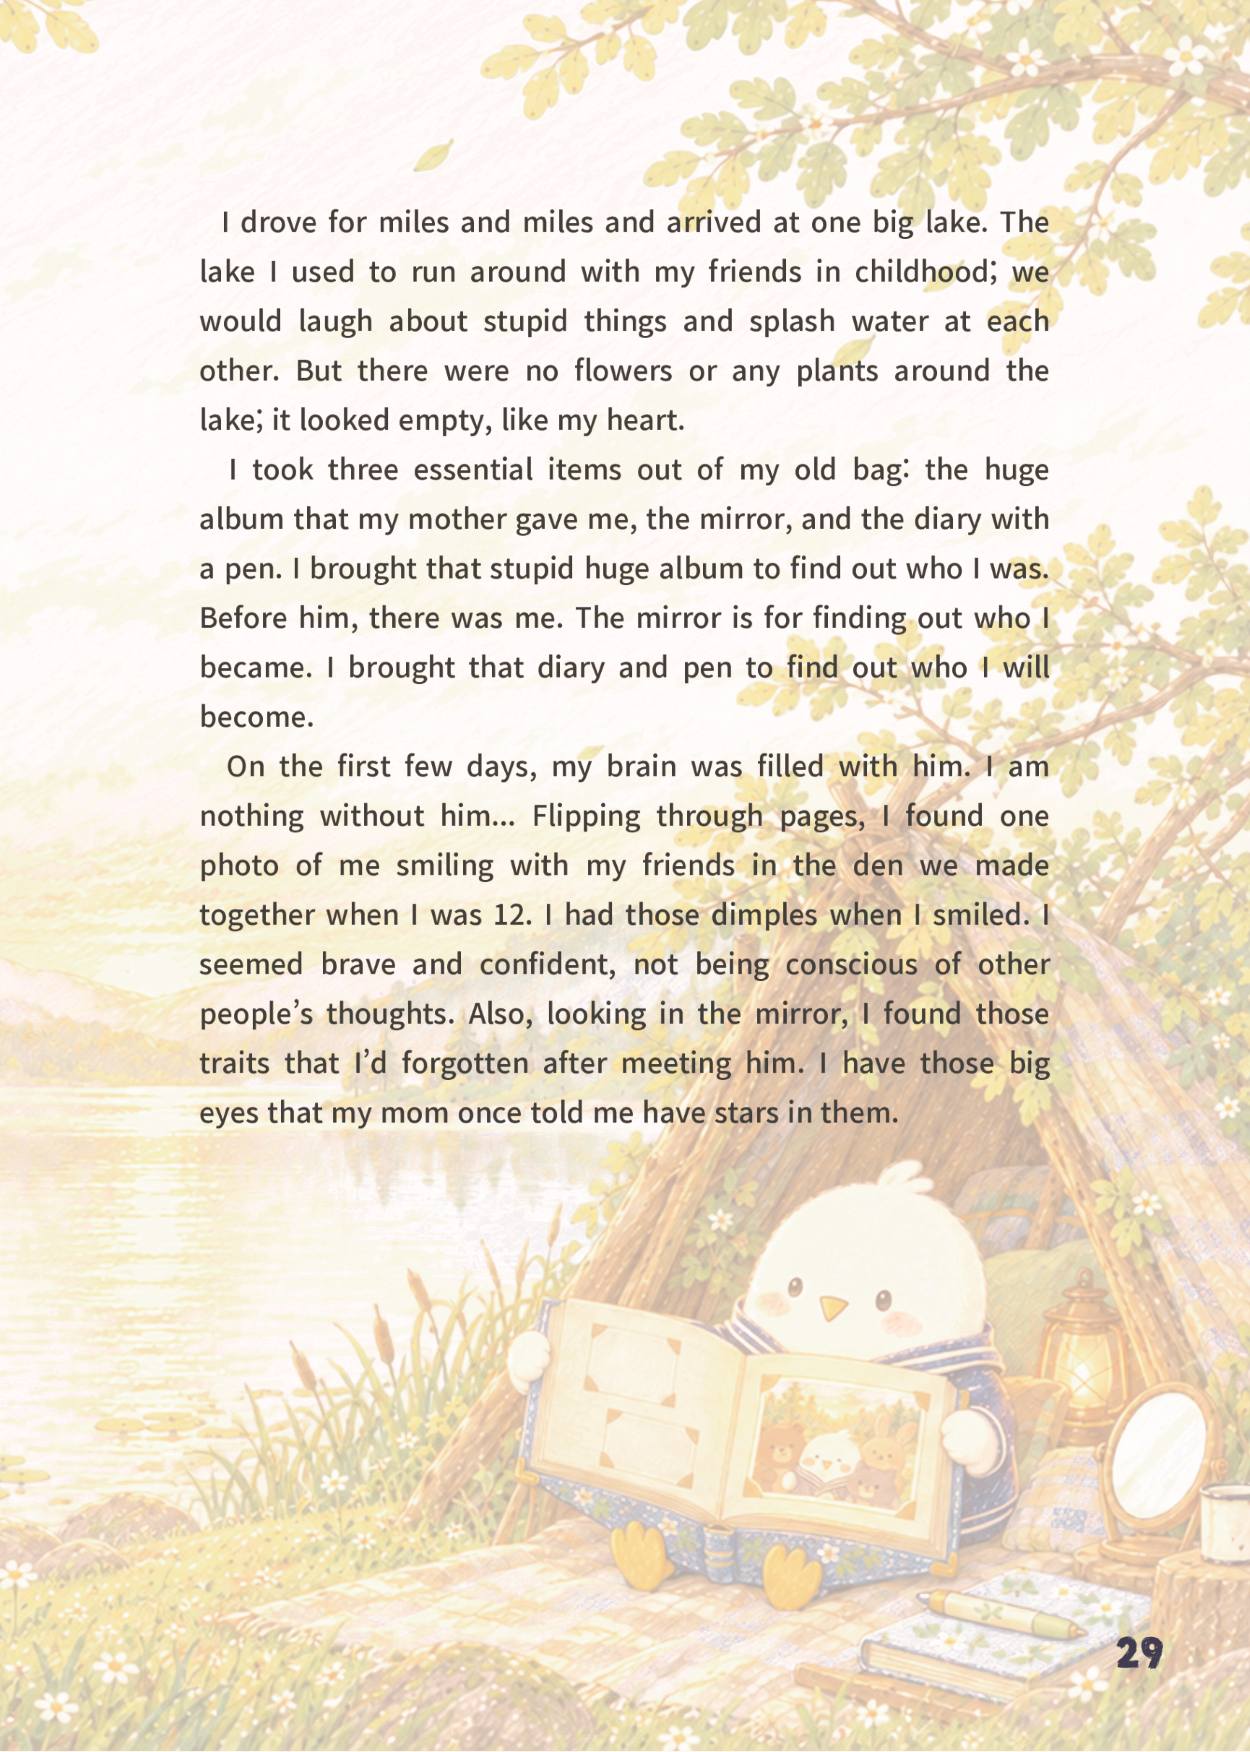 I drove for miles and miles and arrived at one big lake. The
lake I used to run around with my friends in childhood; we
would laugh about stupid things and splash water at each
other. But there were no flowers or any plants around the
lake; it looked empty, like my heart.
I took three essential items out of my old bag: the huge
album that my mother gave me, the mirror, and the diary with
a pen. I brought that stupid huge album to find out who I was.
Before him, there was me. The mirror is for finding out who I
became. I brought that diary and pen to find out who I will
become.
On the first few days, my brain was filled with him. I am
nothing without him... Flipping through pages, I found one
photo of me smiling with my friends in the den we made
together when I was 12. I had those dimples when I smiled. I
seemed brave and confident, not being conscious of other
people’s thoughts. Also, looking in the mirror, I found those
traits that I’d forgotten after meeting him. I have those big
eyes that my mom once told me have stars in them.
29